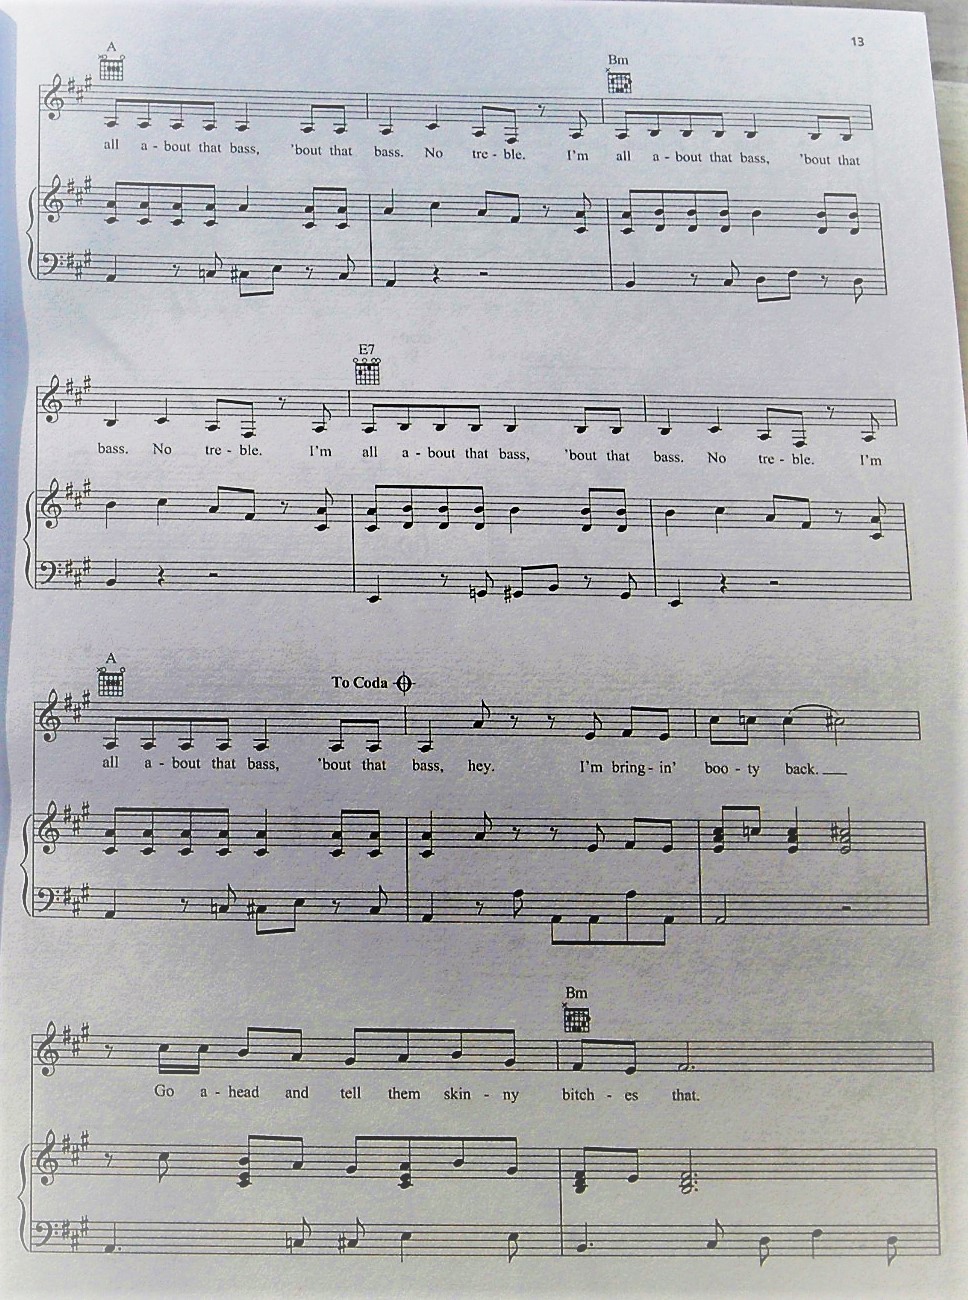 13
A Bm
all a - bout that bass, 'bout that bass. No tre - ble. I'm all a - bout that bass, 'bout that
E7
bass. No tre - ble. I'm all a - bout that bass, 'bout that bass. No tre - ble. I'm
A To Coda
all a - bout that bass, 'bout that bass, hey. I'm bring - in' boo - ty back.
Bm
Go a - head and tell them skin - ny bitch - es that.